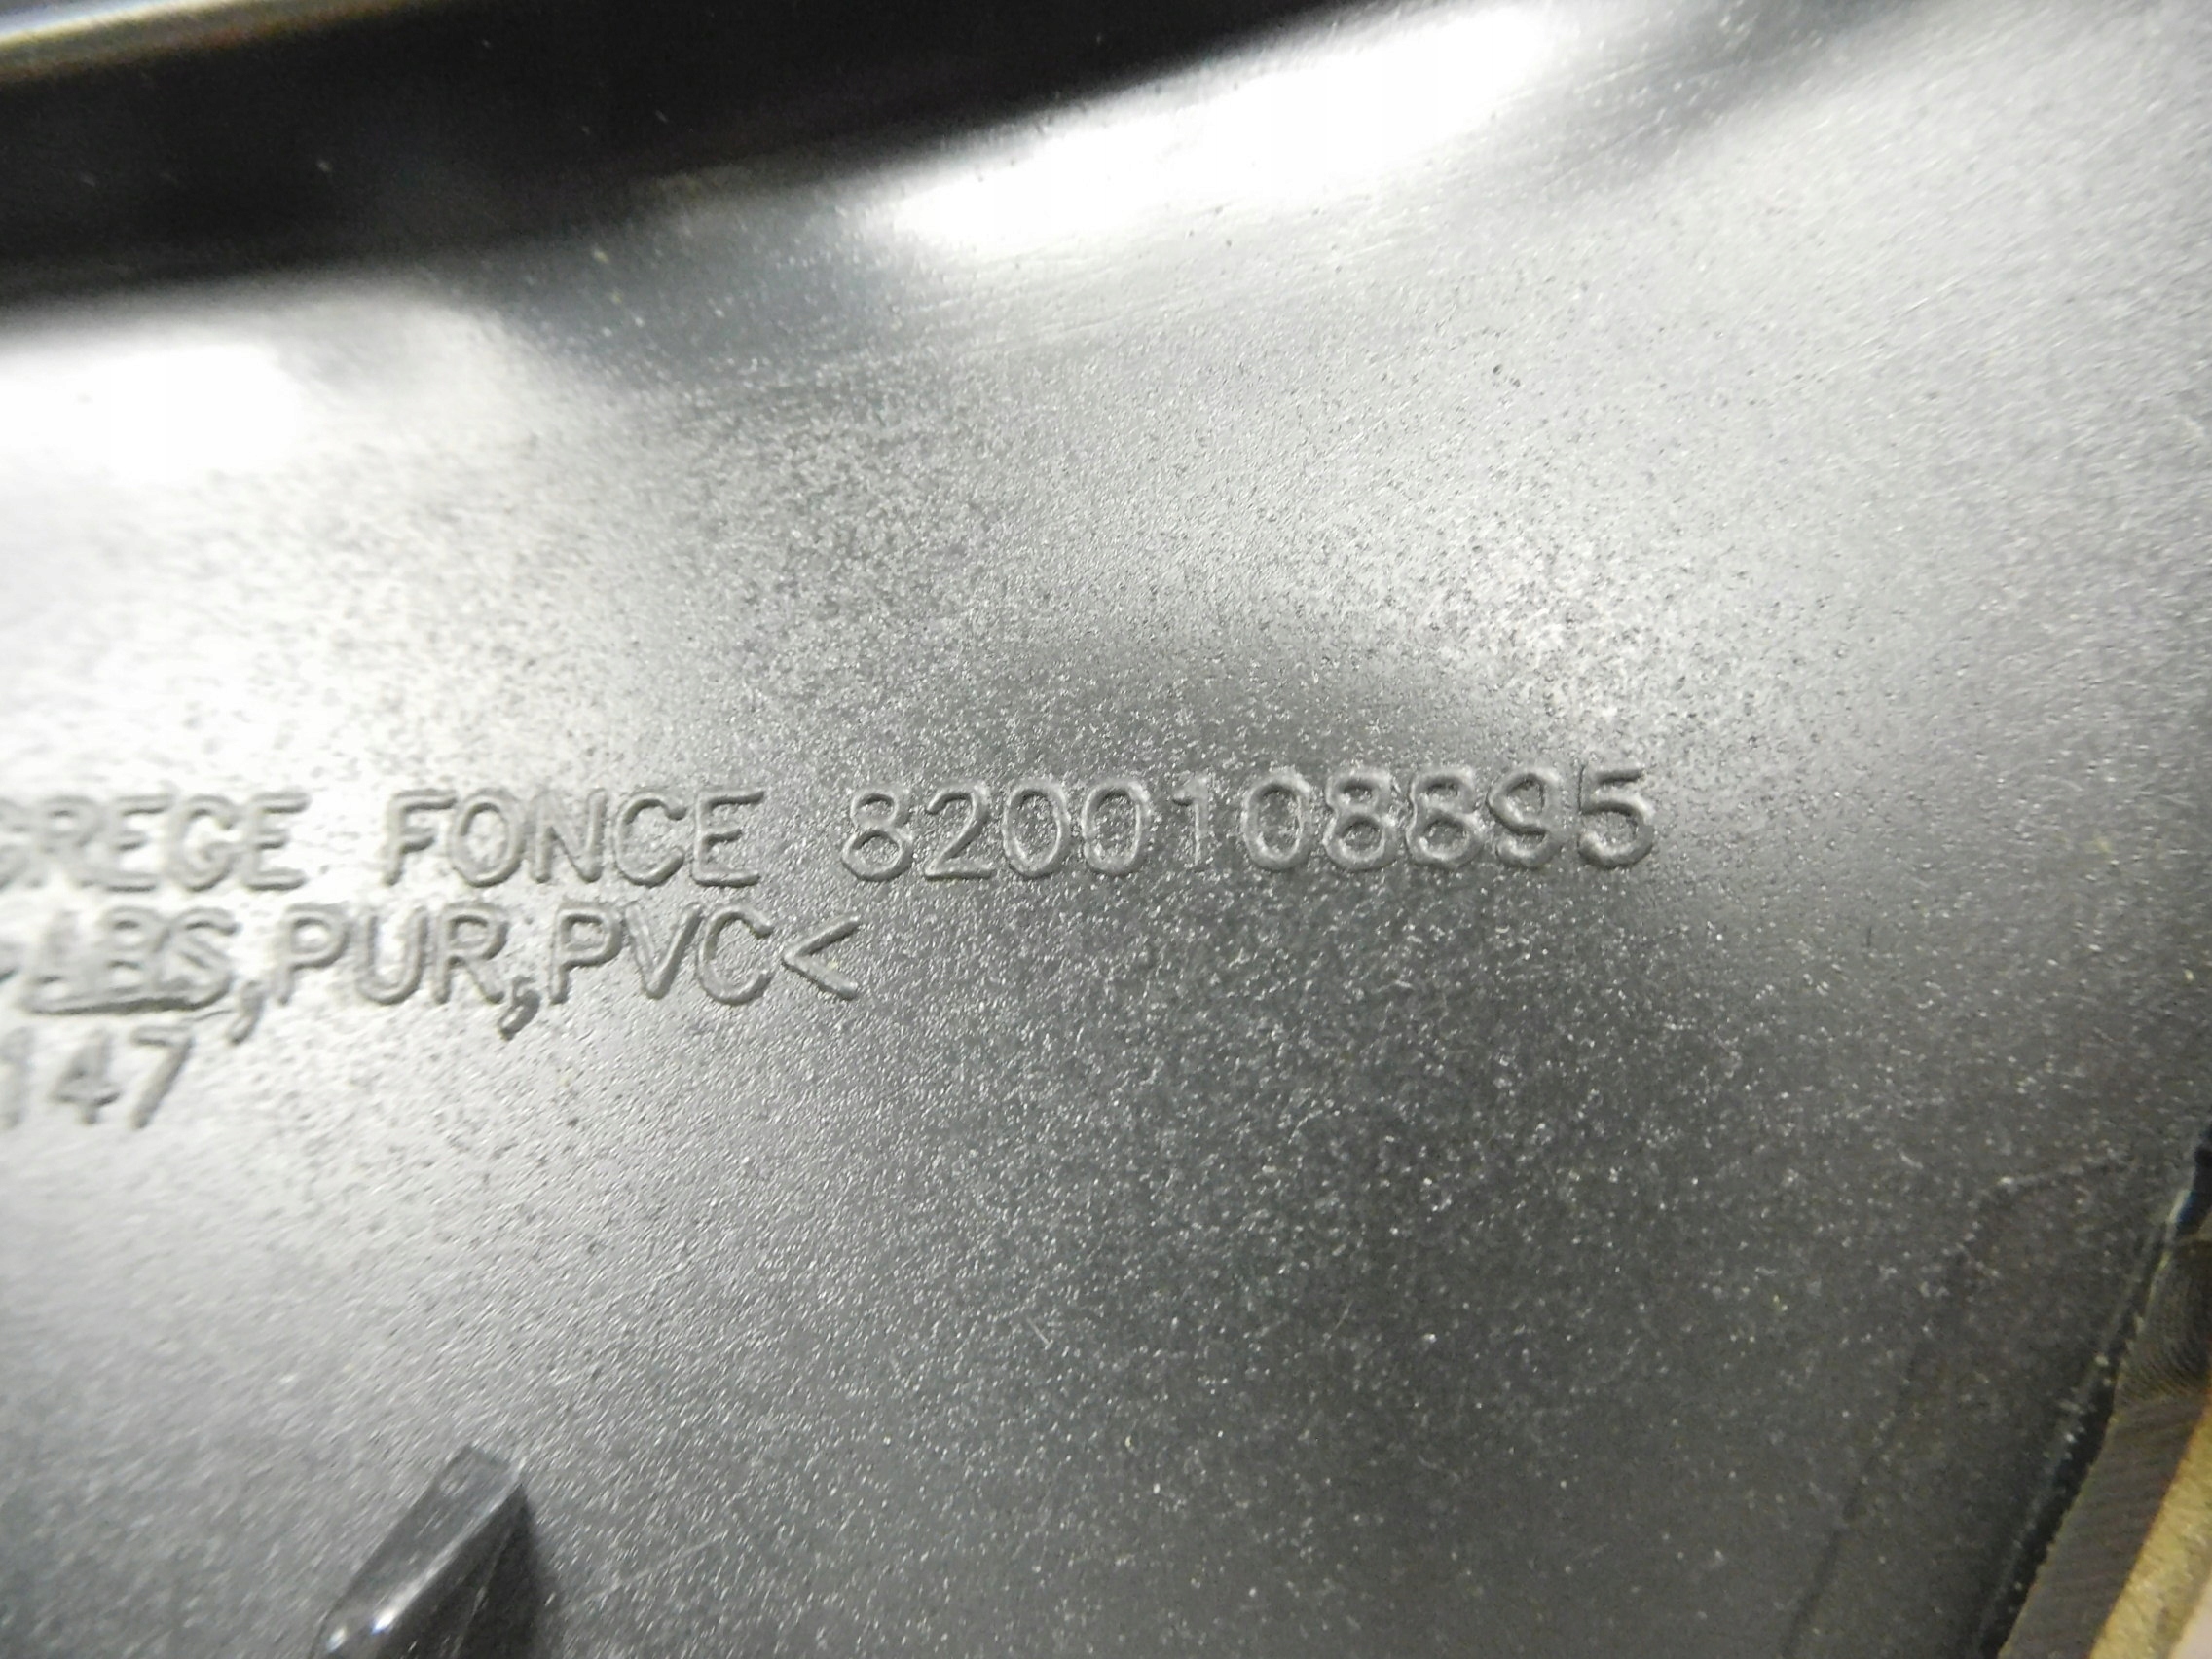 GREGE FONCE 8200108895
>ABS,PUR,PVC<
147